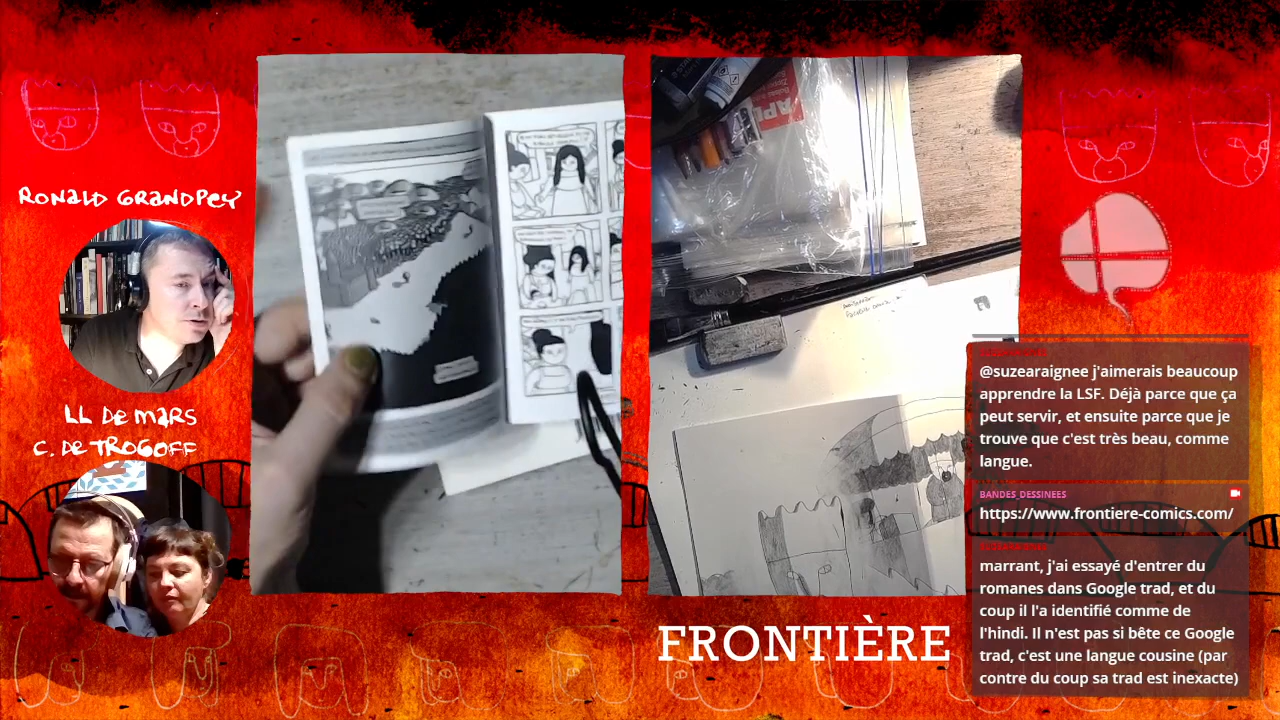 RONALD GRANDPEY
LL DE MARS
C. DE TROGOFF
FRONTIÈRE
@suzearaignee j'aimerais beaucoup
apprendre la LSF. Déjà parce que ça
peut servir, et ensuite parce que je
trouve que c'est très beau, comme
langue.
BANDES_DESSINEES
https://www.frontiere-comics.com/
marrant, j'ai essayé d'entrer du
romanes dans Google trad, et du
coup il l'a identifié comme de
l'hindi. Il n'est pas si bête ce Google
trad, c'est une langue cousine (par
contre du coup sa trad est inexacte)